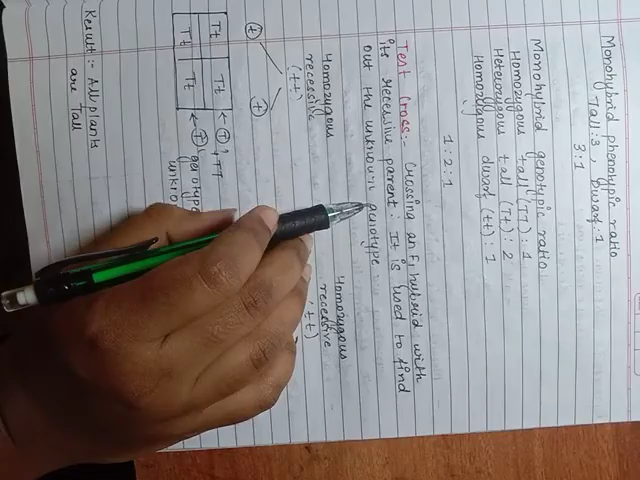 Monohybrid phenotypic ratio
Tall:3, Dwarf:1
3:1
Monohybrid genotypic ratio
Homozygous tall (TT) : 1
Heterozygous tall (Tt) : 2
Homozygous dwarf (tt) : 1
1:2:1
Test Cross:- Crossing an F1 hybrid with
its recessive parent: It is used to find
out the unknown genotype
Homozygous
recessive
(tt)
Homozygous
recessive
(tt)
t t
Tt Tt ← T, TT
Tt Tt ← T genotype
unkno
Result:- All plants
are Tall